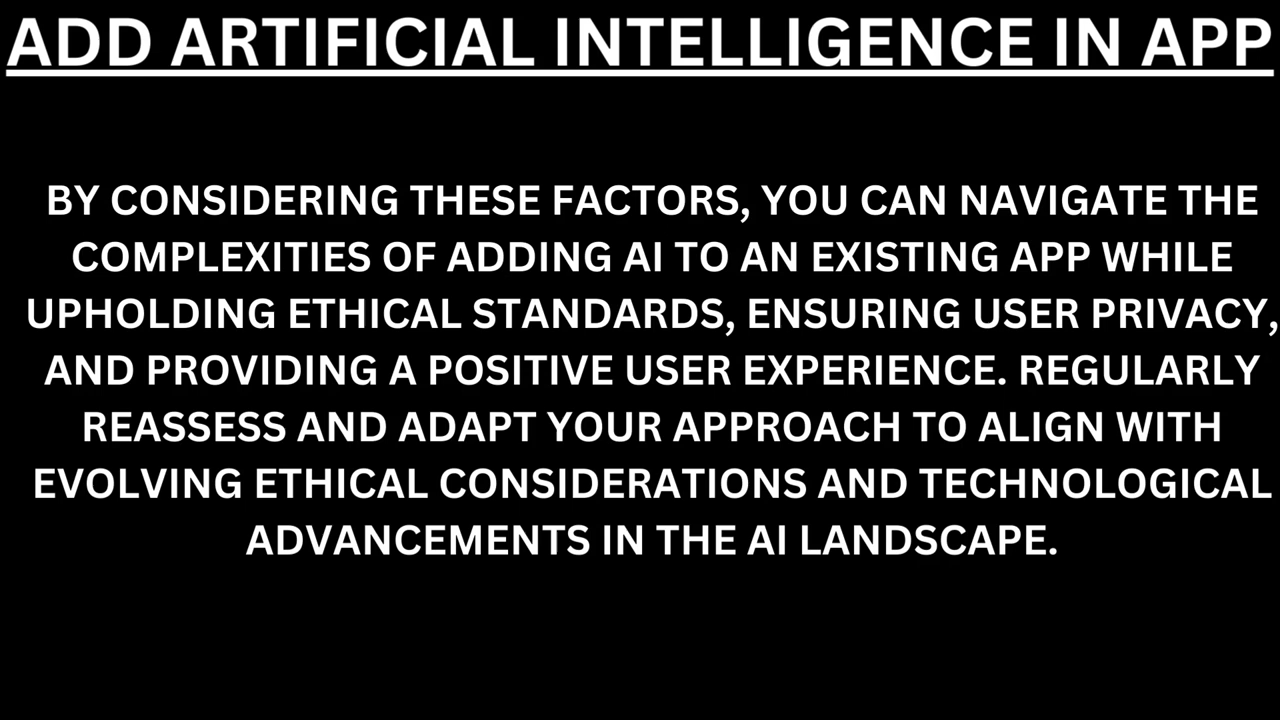 ADD ARTIFICIAL INTELLIGENCE IN APP
BY CONSIDERING THESE FACTORS, YOU CAN NAVIGATE THE
COMPLEXITIES OF ADDING AI TO AN EXISTING APP WHILE
UPHOLDING ETHICAL STANDARDS, ENSURING USER PRIVACY,
AND PROVIDING A POSITIVE USER EXPERIENCE. REGULARLY
REASSESS AND ADAPT YOUR APPROACH TO ALIGN WITH
EVOLVING ETHICAL CONSIDERATIONS AND TECHNOLOGICAL
ADVANCEMENTS IN THE AI LANDSCAPE.